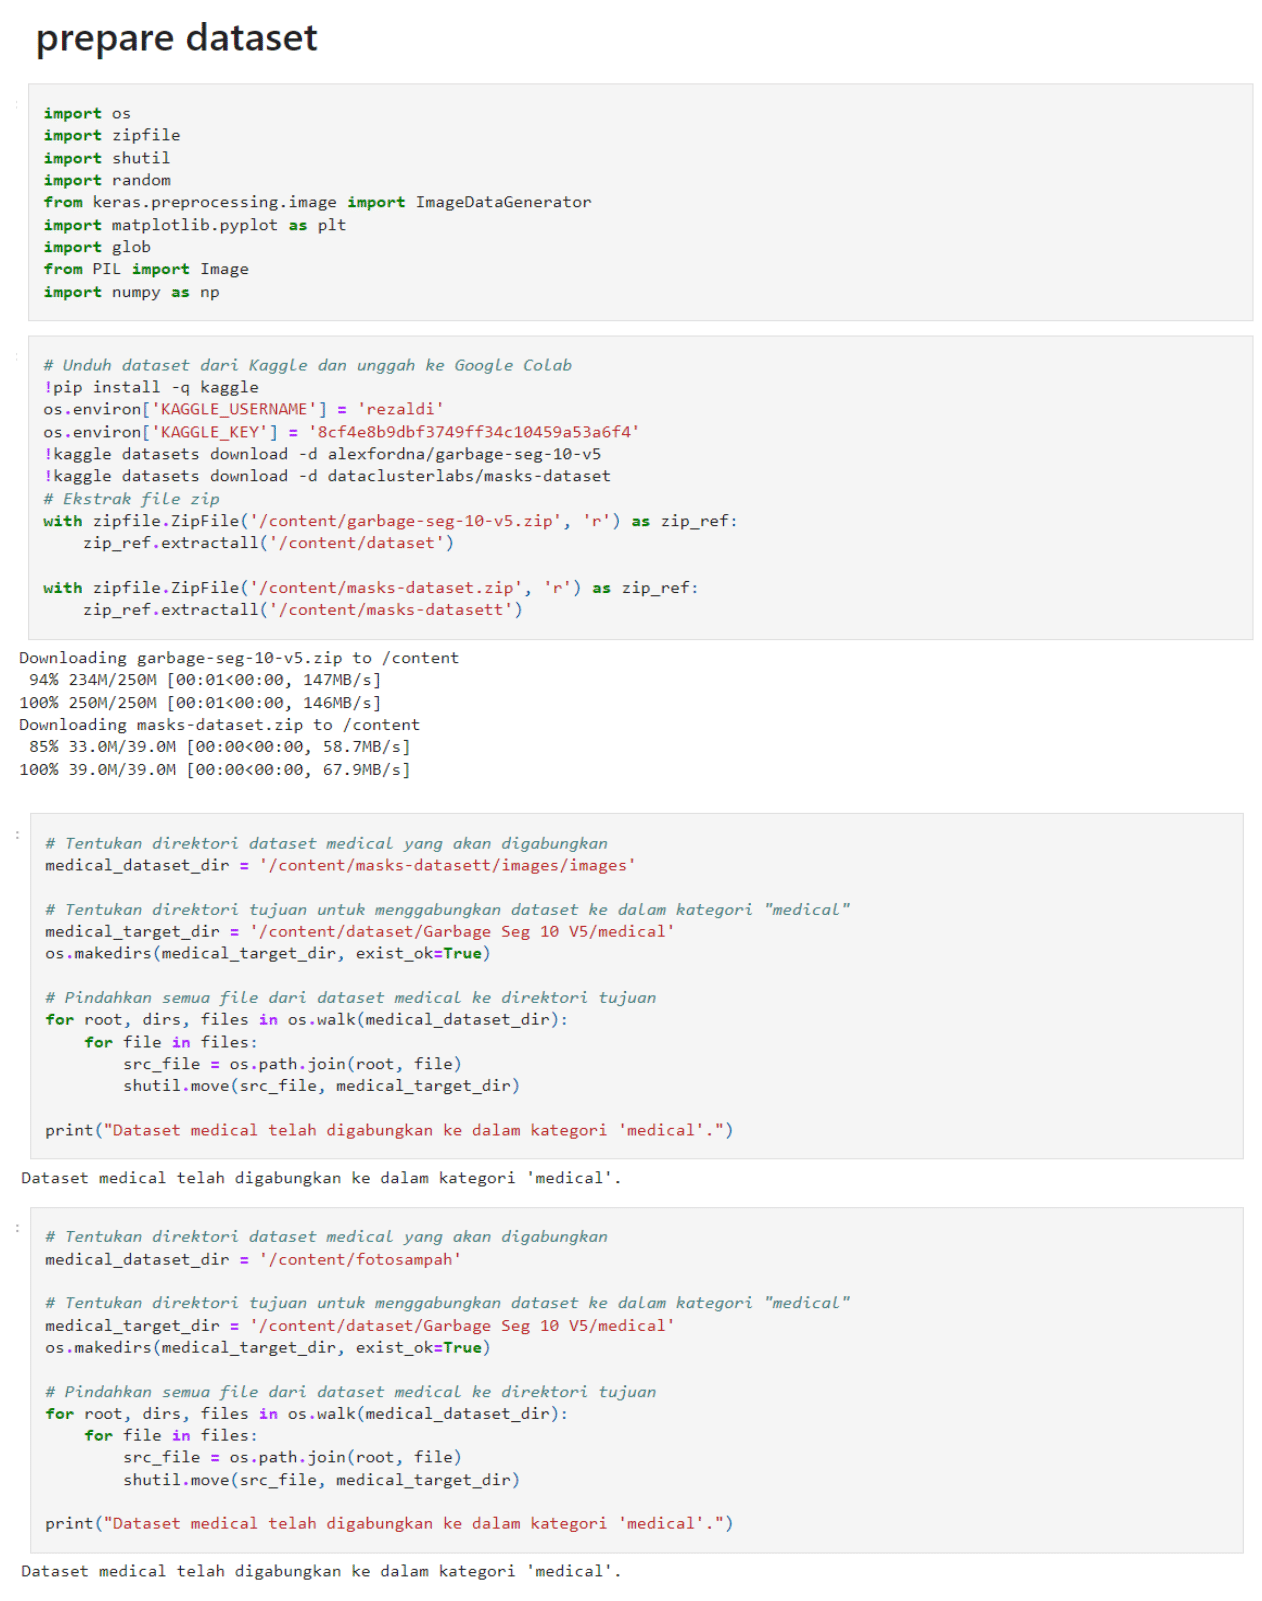 prepare dataset
import os
import zipfile
import shutil
import random
from keras.preprocessing.image import ImageDataGenerator
import matplotlib.pyplot as plt
import glob
from PIL import Image
import numpy as np
# Unduh dataset dari Kaggle dan unggah ke Google Colab
!pip install -q kaggle
os.environ['KAGGLE_USERNAME'] = 'rezaldi'
os.environ['KAGGLE_KEY'] = '8cf4e8b9dbf3749ff34c10459a53a6f4'
!kaggle datasets download -d alexfordna/garbage-seg-10-v5
!kaggle datasets download -d dataclusterlabs/masks-dataset
# Ekstrak file zip
with zipfile.ZipFile('/content/garbage-seg-10-v5.zip', 'r') as zip_ref:
    zip_ref.extractall('/content/dataset')
with zipfile.ZipFile('/content/masks-dataset.zip', 'r') as zip_ref:
    zip_ref.extractall('/content/masks-datasett')
Downloading garbage-seg-10-v5.zip to /content
 94% 234M/250M [00:01<00:00, 147MB/s]
100% 250M/250M [00:01<00:00, 146MB/s]
Downloading masks-dataset.zip to /content
 85% 33.0M/39.0M [00:00<00:00, 58.7MB/s]
100% 39.0M/39.0M [00:00<00:00, 67.9MB/s]
# Tentukan direktori dataset medical yang akan digabungkan
medical_dataset_dir = '/content/masks-datasett/images/images'
# Tentukan direktori tujuan untuk menggabungkan dataset ke dalam kategori "medical"
medical_target_dir = '/content/dataset/Garbage Seg 10 V5/medical'
os.makedirs(medical_target_dir, exist_ok=True)
# Pindahkan semua file dari dataset medical ke direktori tujuan
for root, dirs, files in os.walk(medical_dataset_dir):
    for file in files:
        src_file = os.path.join(root, file)
        shutil.move(src_file, medical_target_dir)
print("Dataset medical telah digabungkan ke dalam kategori 'medical'.")
Dataset medical telah digabungkan ke dalam kategori 'medical'.
# Tentukan direktori dataset medical yang akan digabungkan
medical_dataset_dir = '/content/fotosampah'
# Tentukan direktori tujuan untuk menggabungkan dataset ke dalam kategori "medical"
medical_target_dir = '/content/dataset/Garbage Seg 10 V5/medical'
os.makedirs(medical_target_dir, exist_ok=True)
# Pindahkan semua file dari dataset medical ke direktori tujuan
for root, dirs, files in os.walk(medical_dataset_dir):
    for file in files:
        src_file = os.path.join(root, file)
        shutil.move(src_file, medical_target_dir)
print("Dataset medical telah digabungkan ke dalam kategori 'medical'.")
Dataset medical telah digabungkan ke dalam kategori 'medical'.